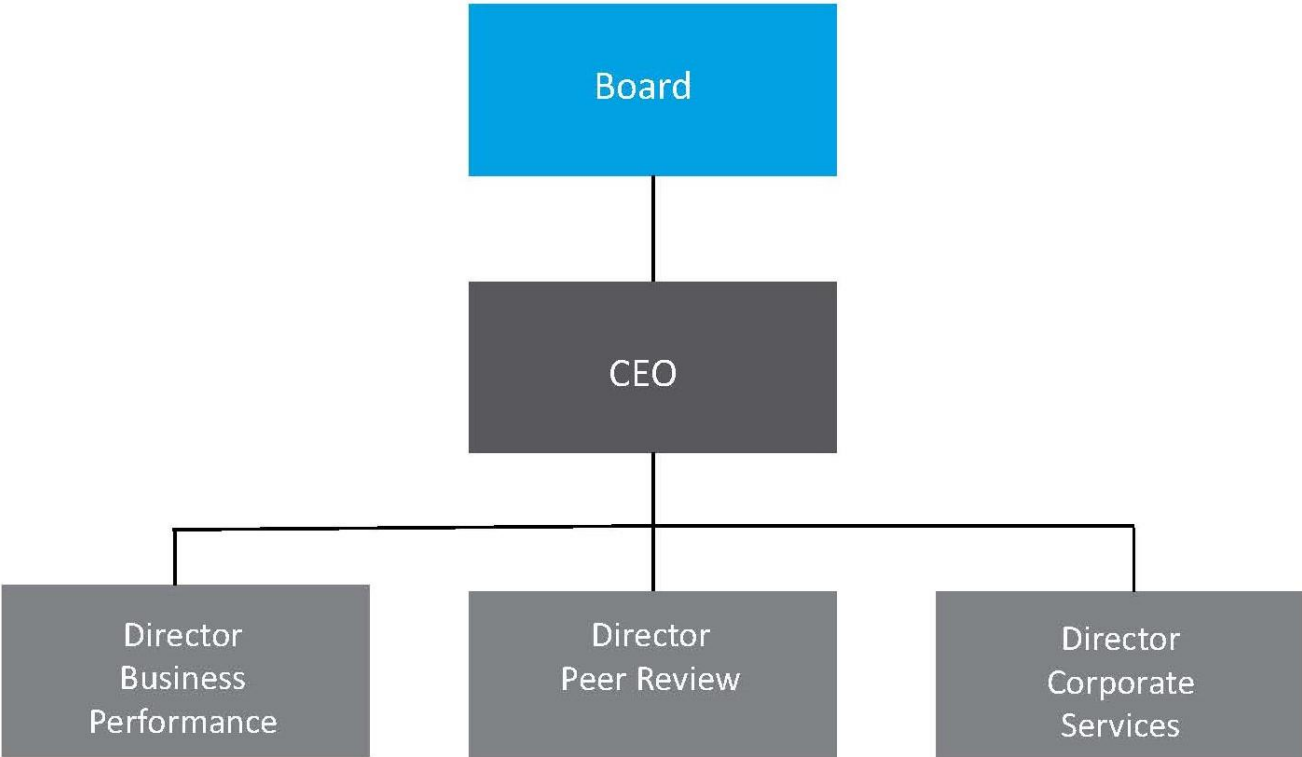 Board
CEO
Director
Business
Performance
Director
Peer Review
Director
Corporate
Services